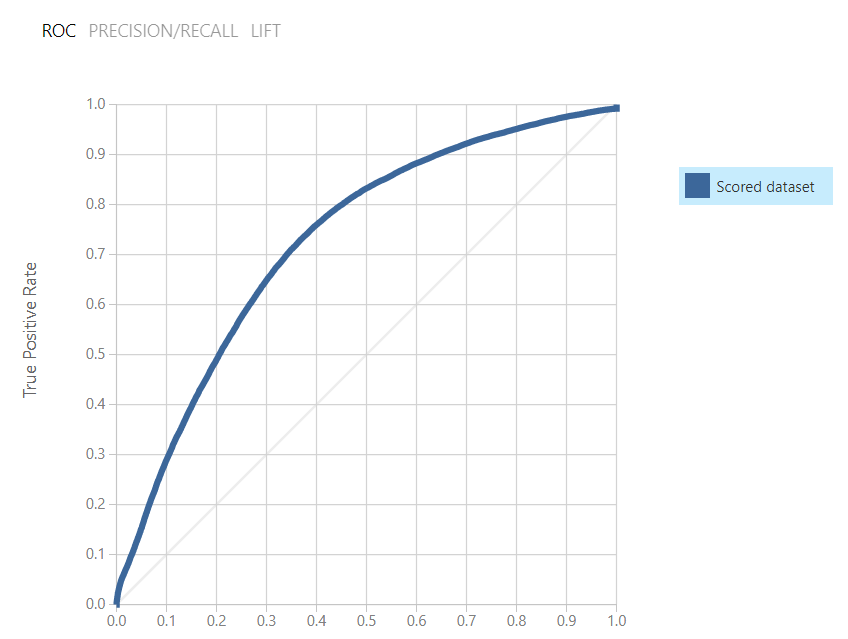 ROC PRECISION/RECALL LIFT
1.0
0.9
Scored dataset
0.8
0.7
0.6
True Positive Rate
0.5
0.4
0.3
0.2
0.1
0.0
0.0 0.1 0.2 0.3 0.4 0.5 0.6 0.7 0.8 0.9 1.0